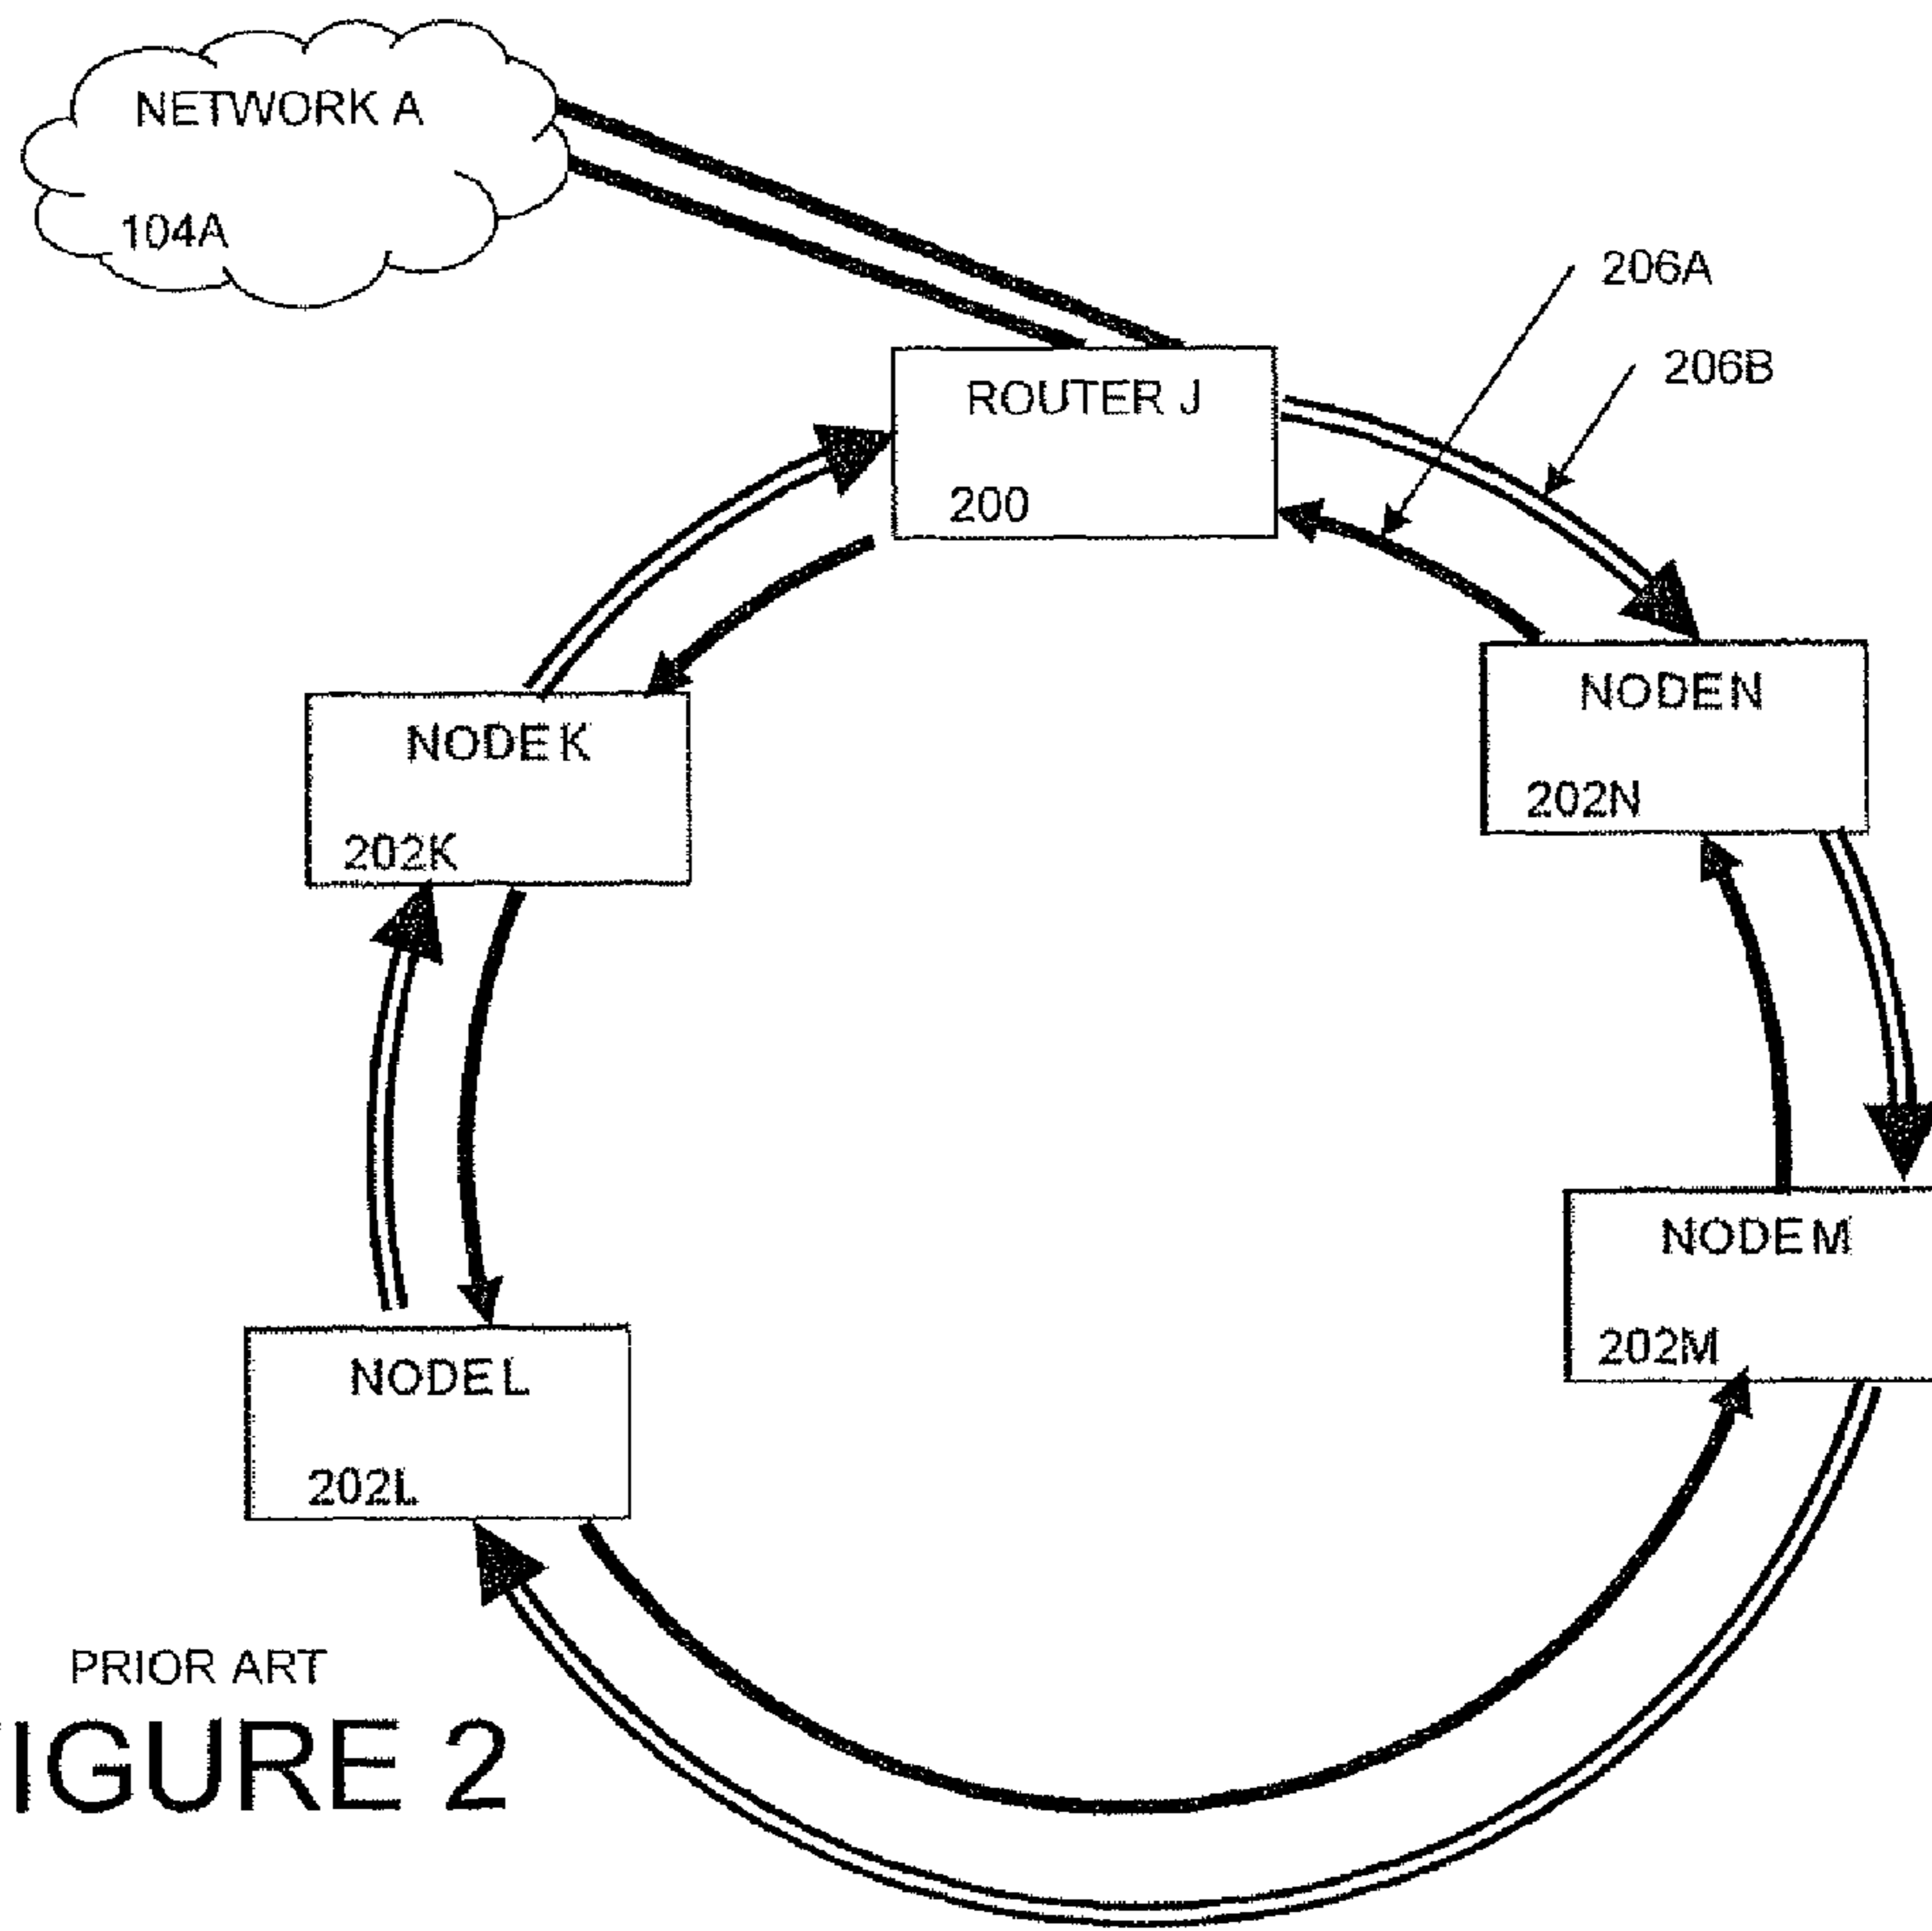 NETWORK A
104A
206A
206B
ROUTER J
200
NODE N
202N
NODE K
202K
NODE M
202M
NODE L
202L
PRIOR ART
IGURE 2